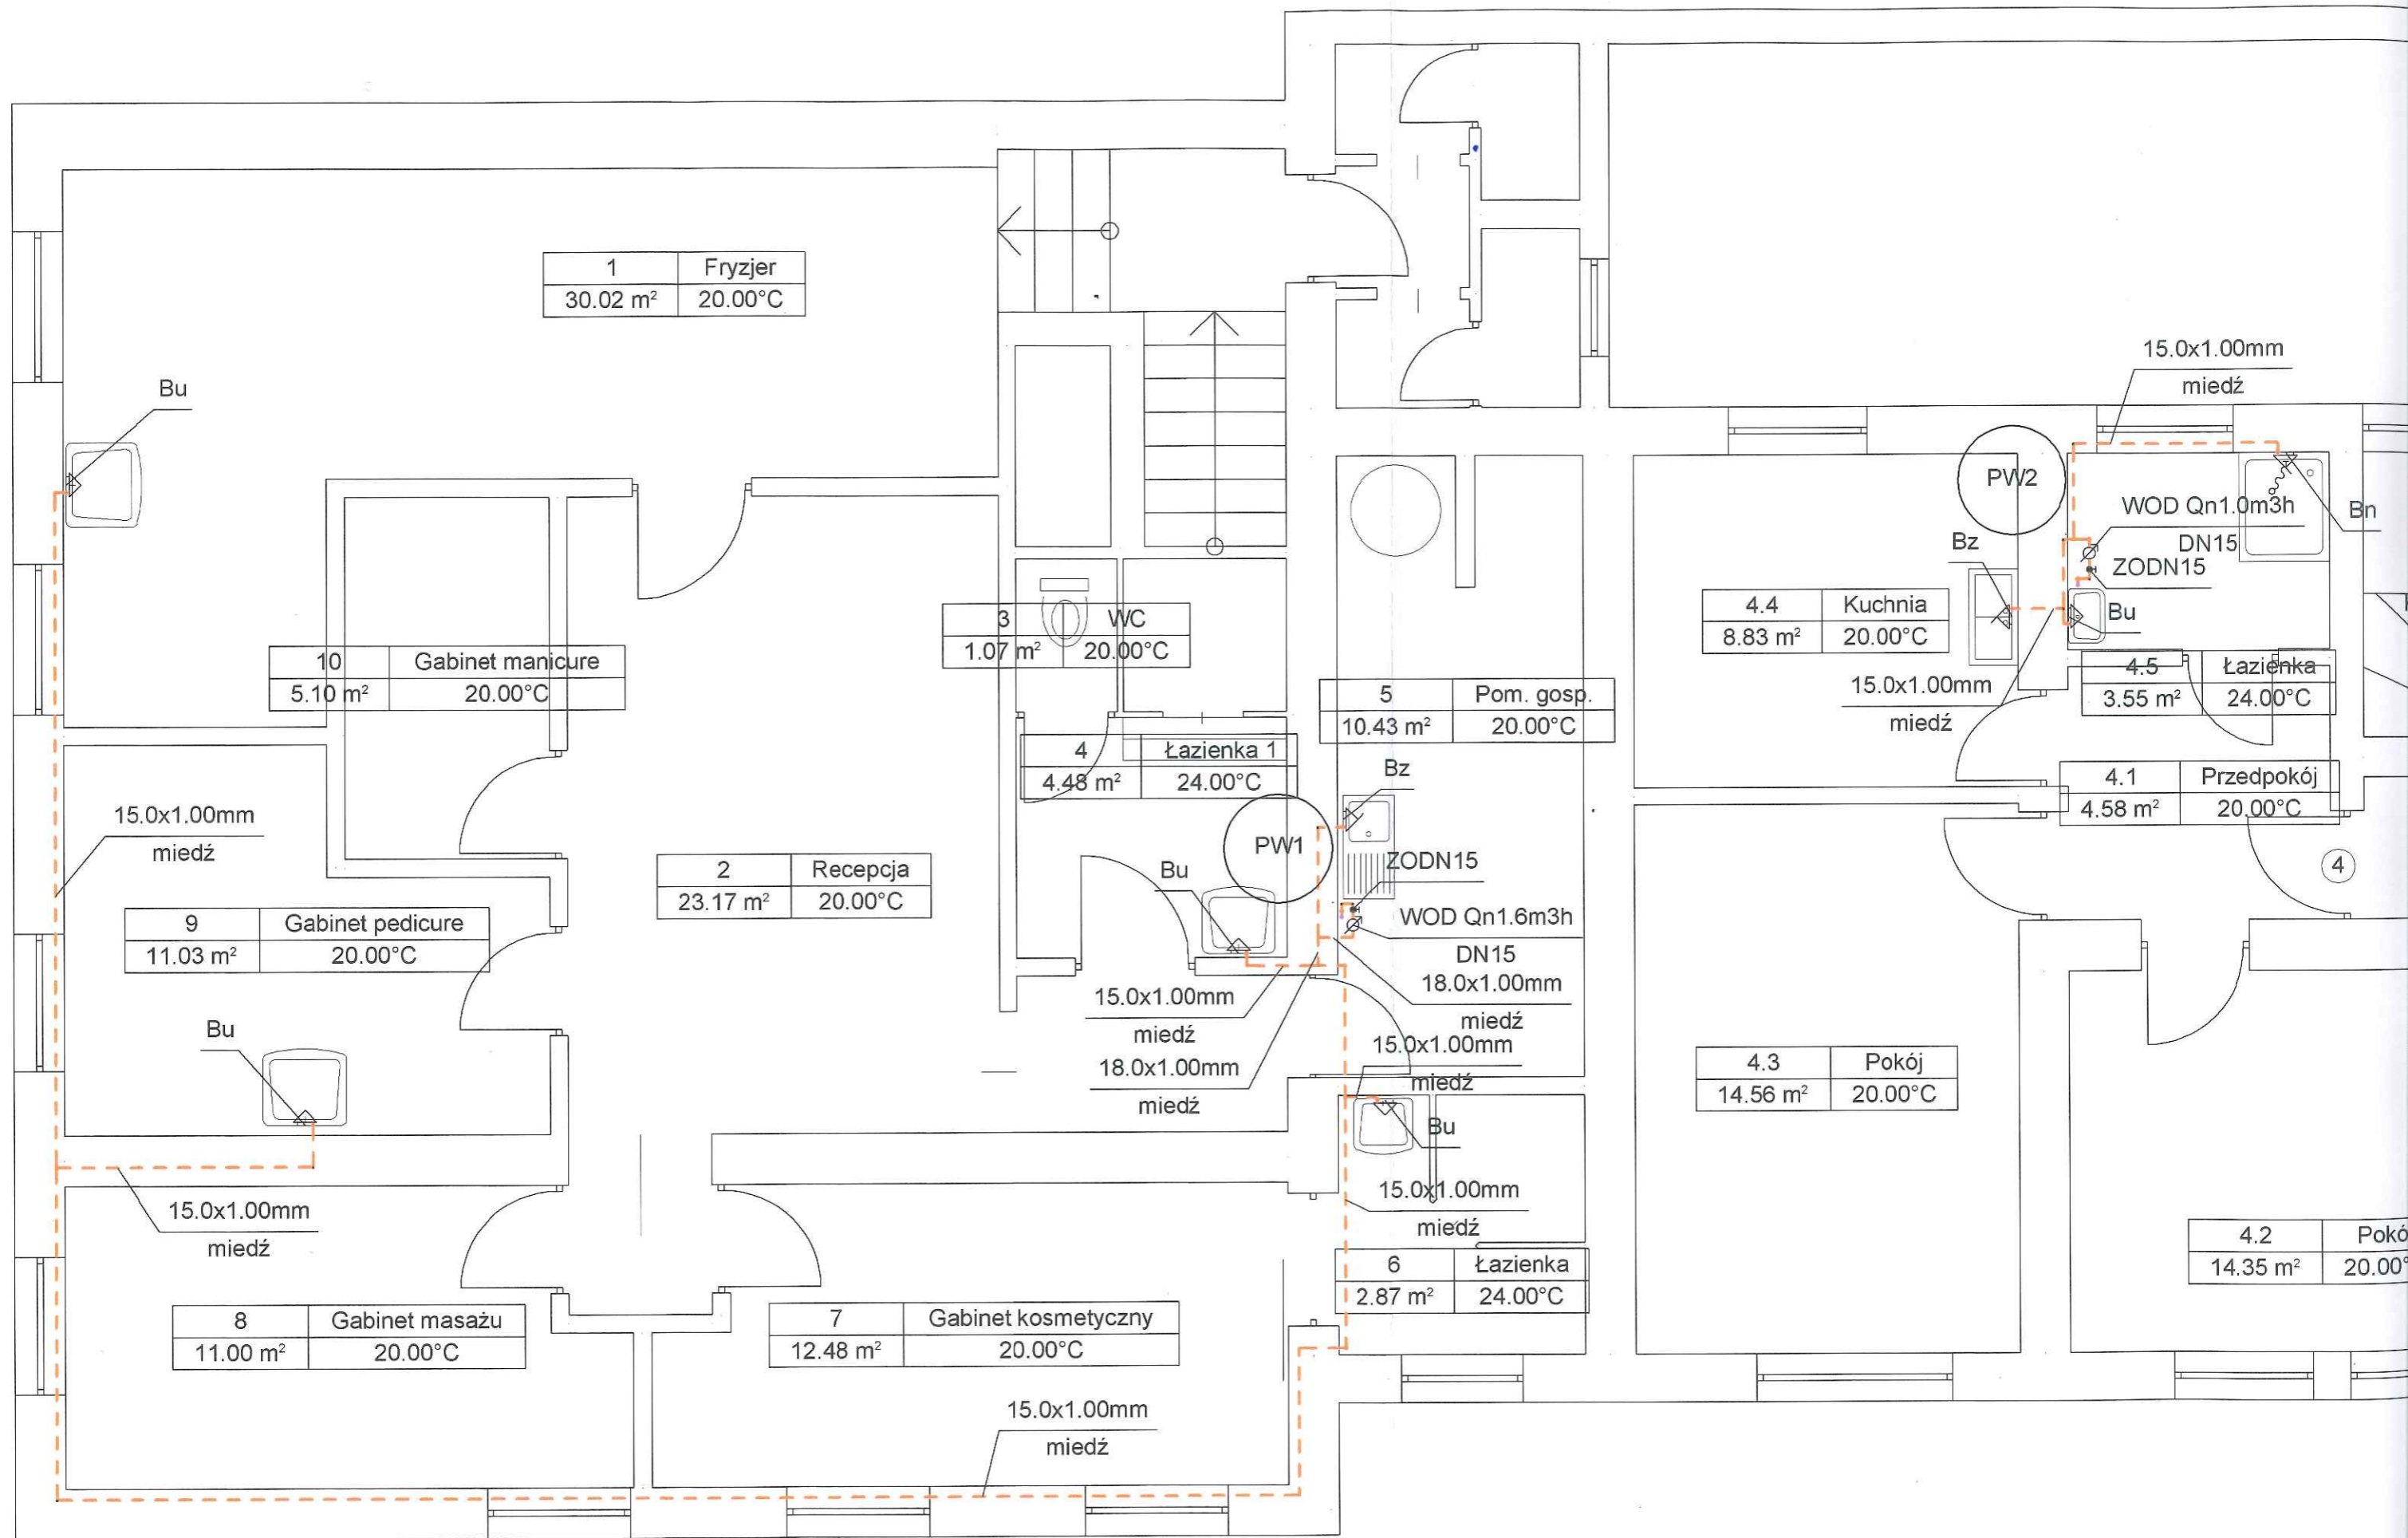 1 Fryzjer
30.02 m² 20.00°C
15.0x1.00mm
miedź
Bu
PW2
WOD Qn1.0m3h
Bn
DN15
Bz
ZODN15
4.4 Kuchnia
8.83 m² 20.00°C
Bu
3 WC
1.07 m² 20.00°C
10 Gabinet manicure
5.10 m² 20.00°C
4.5 Łazienka
3.55 m² 24.00°C
15.0x1.00mm
miedź
5 Pom. gosp.
10.43 m² 20.00°C
4 Łazienka 1
4.48 m² 24.00°C
Bz
4.1 Przedpokój
4.58 m² 20.00°C
15.0x1.00mm
miedź
PW1
ZODN15
4
2 Recepcja
23.17 m² 20.00°C
Bu
WOD Qn1.6m3h
DN15
9 Gabinet pedicure
11.03 m² 20.00°C
18.0x1.00mm
miedź
15.0x1.00mm
miedź
Bu
15.0x1.00mm
miedź
18.0x1.00mm
miedź
4.3 Pokój
14.56 m² 20.00°C
Bu
15.0x1.00mm
miedź
15.0x1.00mm
miedź
4.2 Pokó
14.35 m² 20.00°
6 Łazienka
2.87 m² 24.00°C
8 Gabinet masażu
11.00 m² 20.00°C
7 Gabinet kosmetyczny
12.48 m² 20.00°C
15.0x1.00mm
miedź